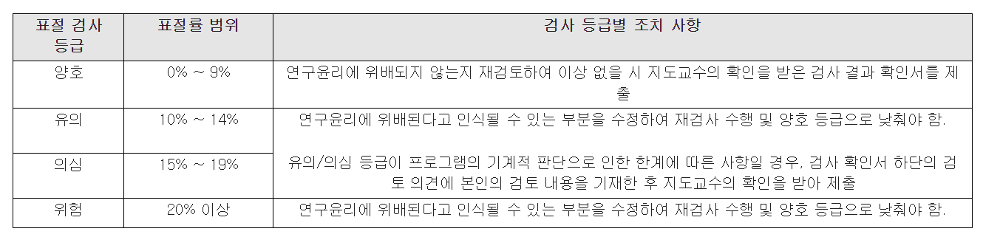 표절 검사 등급 표절률 범위 검사 등급별 조치 사항
양호 0% ~ 9% 연구윤리에 위배되지 않는지 재검토하여 이상 없을 시 지도교수의 확인을 받은 검사 결과 확인서를 제
출
유의 10% ~ 14% 연구윤리에 위배된다고 인식될 수 있는 부분을 수정하여 재검사 수행 및 양호 등급으로 낮춰야 함.
의심 15% ~ 19% 유의/의심 등급이 프로그램의 기계적 판단으로 인한 한계에 따른 사항일 경우, 검사 확인서 하단의 검
토 의견에 본인의 검토 내용을 기재한 후 지도교수의 확인을 받아 제출
위험 20% 이상 연구윤리에 위배된다고 인식될 수 있는 부분을 수정하여 재검사 수행 및 양호 등급으로 낮춰야 함.